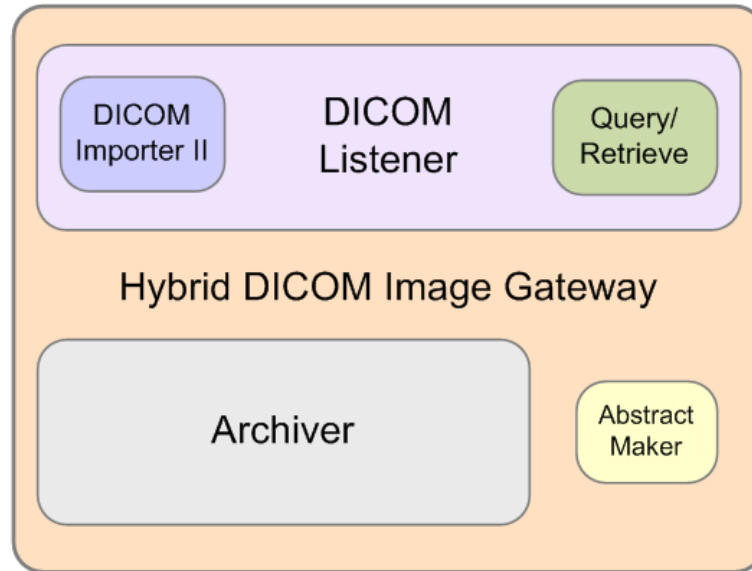 DICOM
Importer II
DICOM
Listener
Query/
Retrieve
Hybrid DICOM Image Gateway
Archiver
Abstract
Maker